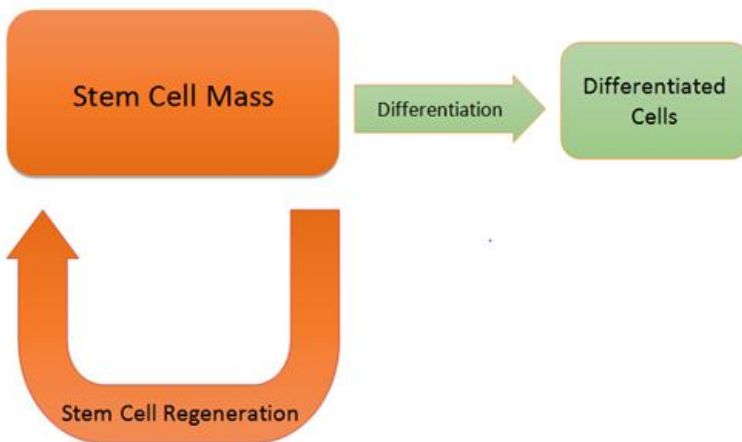 Stem Cell Mass
Differentiation
Differentiated
Cells
Stem Cell Regeneration